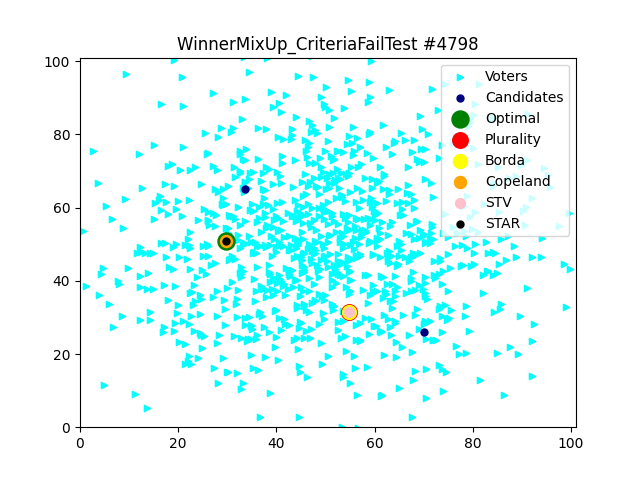 WinnerMixUp_CriteriaFailTest #4798
Voters
Candidates
Optimal
Plurality
Borda
Copeland
STV
STAR
100
80
60
40
20
0
0 20 40 60 80 100